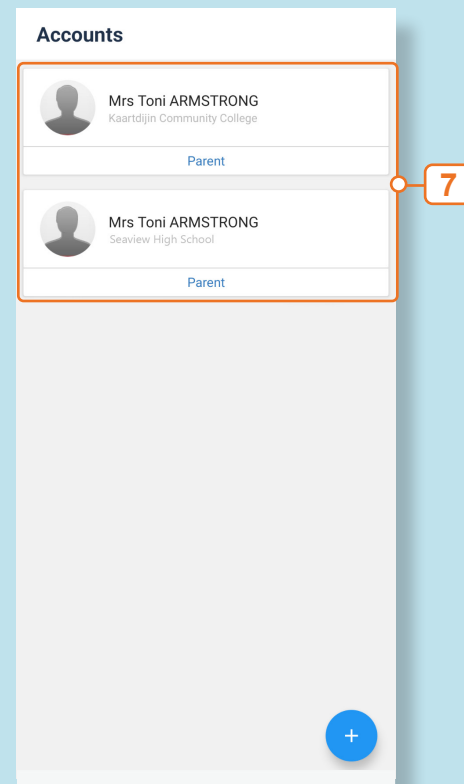 Accounts
Mrs Toni ARMSTRONG
Kaartdijin Community College
Parent
7
Mrs Toni ARMSTRONG
Seaview High School
Parent
+